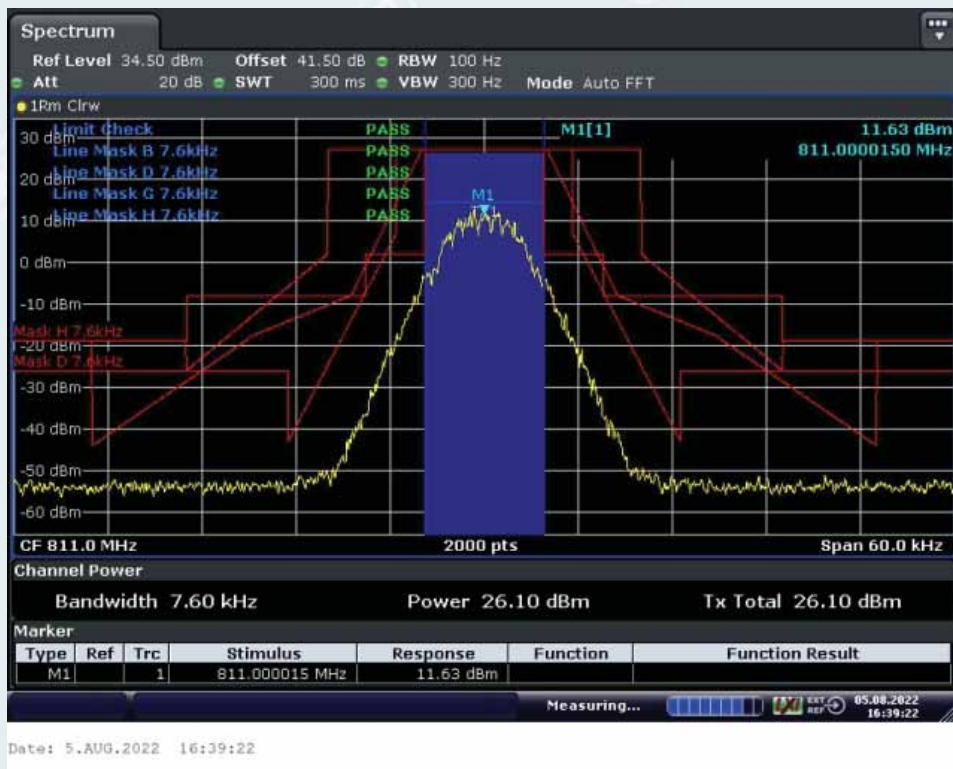 Spectrum
Ref Level 34.50 dBm Offset 41.50 dB RBW 100 Hz
Att 20 dB SWT 300 ms VBW 300 Hz Mode Auto FFT
1Rm Clrw
30 dBm Limit Check PASS M1[1] 11.63 dBm
Line Mask B 7.6kHz PASS 811.0000150 MHz
20 dBm Line Mask D 7.6kHz PASS
Line Mask G 7.6kHz PASS M1
10 dBm Line Mask H 7.6kHz PASS
0 dBm
-10 dBm
Mask H 7.6kHz
-20 dBm
Mask D 7.6kHz
-30 dBm
-40 dBm
-50 dBm
-60 dBm
CF 811.0 MHz 2000 pts Span 60.0 kHz
Channel Power
Bandwidth 7.60 kHz Power 26.10 dBm Tx Total 26.10 dBm
Marker
Type Ref Trc Stimulus Response Function Function Result
M1 1 811.000015 MHz 11.63 dBm
Measuring... LXI EXT REF 05.08.2022
16:39:22
Date: 5.AUG.2022 16:39:22